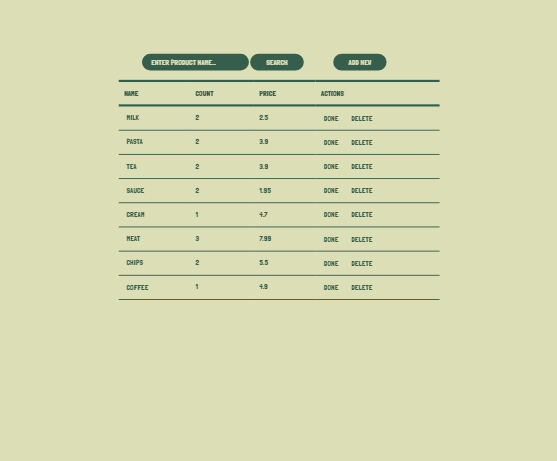 ENTER PRODUCT NAME... SEARCH ADD NEW
NAME COUNT PRICE ACTIONS
MILK 2 2.5 DONE DELETE
PASTA 2 3.9 DONE DELETE
TEA 2 3.9 DONE DELETE
SAUCE 2 1.95 DONE DELETE
CREAM 1 4.7 DONE DELETE
MEAT 3 7.99 DONE DELETE
CHIPS 2 5.5 DONE DELETE
COFFEE 1 4.9 DONE DELETE